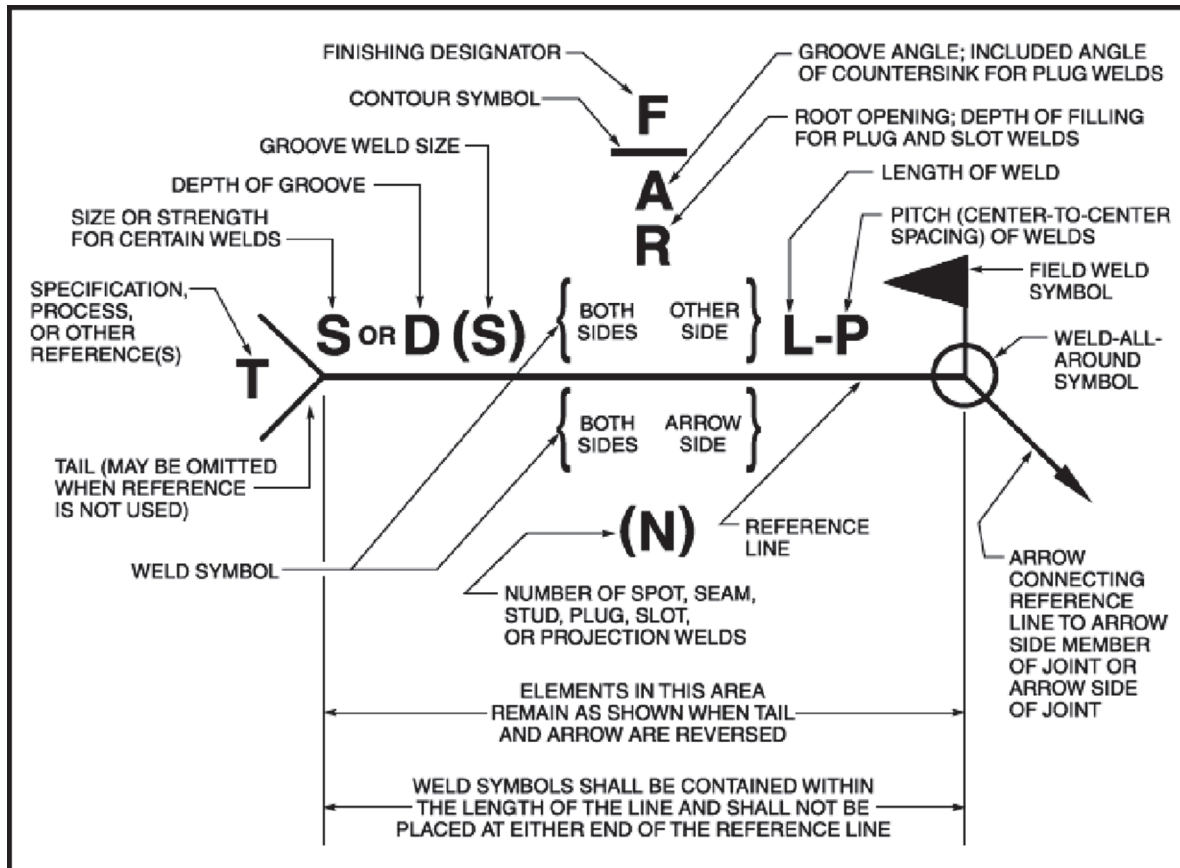 FINISHING DESIGNATOR
CONTOUR SYMBOL
GROOVE WELD SIZE
DEPTH OF GROOVE
SIZE OR STRENGTH
FOR CERTAIN WELDS
SPECIFICATION,
PROCESS,
OR OTHER
REFERENCE(S)
F
A
R
GROOVE ANGLE; INCLUDED ANGLE
OF COUNTERSINK FOR PLUG WELDS
ROOT OPENING; DEPTH OF FILLING
FOR PLUG AND SLOT WELDS
LENGTH OF WELD
PITCH (CENTER-TO-CENTER
SPACING) OF WELDS
FIELD WELD
SYMBOL
WELD-ALL-
AROUND
SYMBOL
T
S OR D (S)
BOTH
SIDES
OTHER
SIDE
L-P
BOTH
SIDES
ARROW
SIDE
TAIL (MAY BE OMITTED
WHEN REFERENCE
IS NOT USED)
WELD SYMBOL
(N)
NUMBER OF SPOT, SEAM,
STUD, PLUG, SLOT,
OR PROJECTION WELDS
REFERENCE
LINE
ARROW
CONNECTING
REFERENCE
LINE TO ARROW
SIDE MEMBER
OF JOINT OR
ARROW SIDE
OF JOINT
ELEMENTS IN THIS AREA
REMAIN AS SHOWN WHEN TAIL
AND ARROW ARE REVERSED
WELD SYMBOLS SHALL BE CONTAINED WITHIN
THE LENGTH OF THE LINE AND SHALL NOT BE
PLACED AT EITHER END OF THE REFERENCE LINE